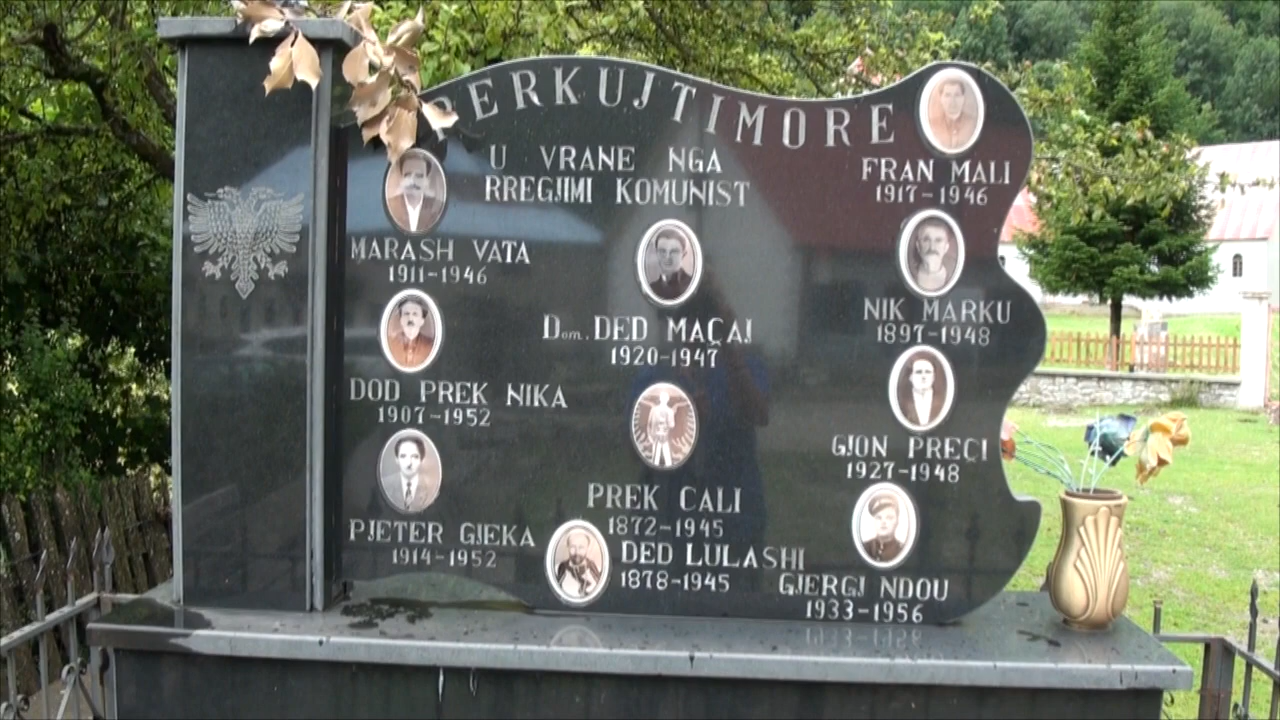 PERKUJTIMORE
U VRANE NGA
RREGJIMI KOMUNIST
MARASH VATA
1911-1946
DOD PREK NIKA
1907-1952
PJETER GJEKA
1914-1952
Dom. DED MAÇAJ
1920-1947
PREK CALI
1872-1945
DED LULASHI
1878-1945
FRAN MALI
1917-1946
NIK MARKU
1897-1948
GJON PREÇI
1927-1948
GJERGJ NDOU
1933-1956